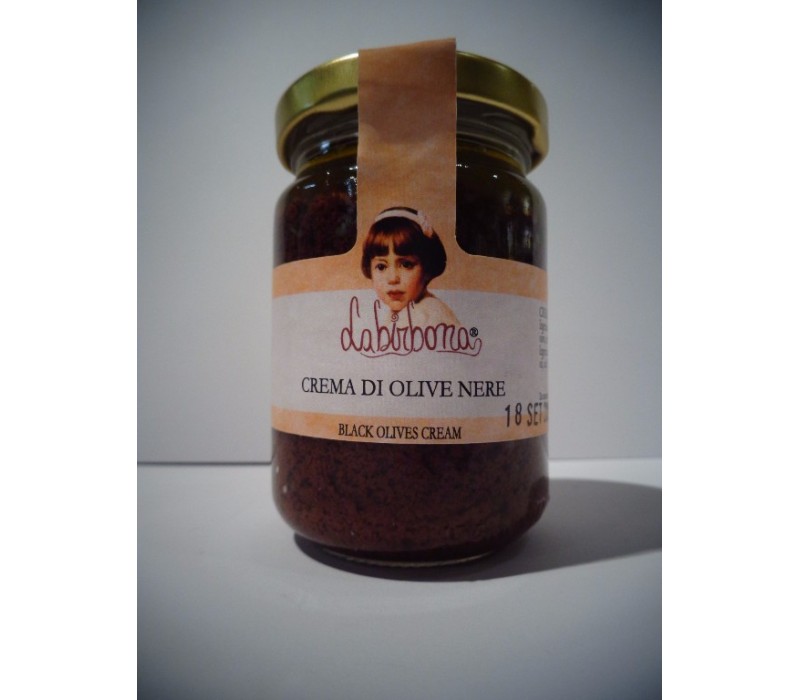 Labirbona®
CREMA DI OLIVE NERE
18 SET
BLACK OLIVES CREAM